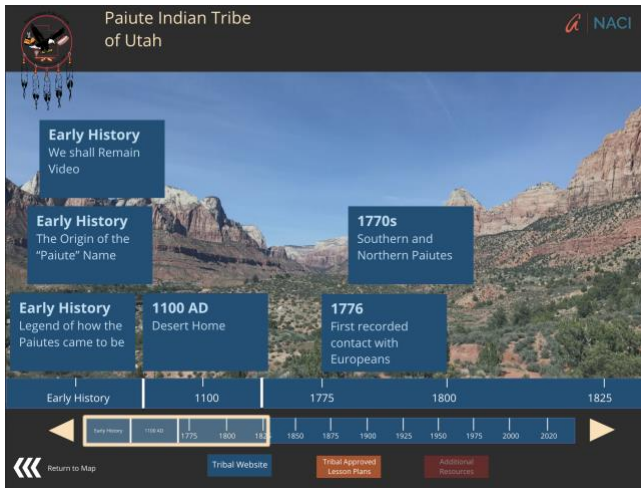 Paiute Indian Tribe
of Utah
a | NACI
Early History
We shall Remain
Video
Early History
The Origin of the
"Paiute" Name
1770s
Southern and
Northern Paiutes
Early History
Legend of how the
Paiutes came to be
1100 AD
Desert Home
1776
First recorded
contact with
Europeans
Early History 1100 1775 1800 1825
Early History 1100 AD 1775 1800 1825 1850 1875 1900 1925 1950 1975 2000 2020
Return to Map
Tribal Website
Tribal Approved
Lesson Plans
Additional
Resources